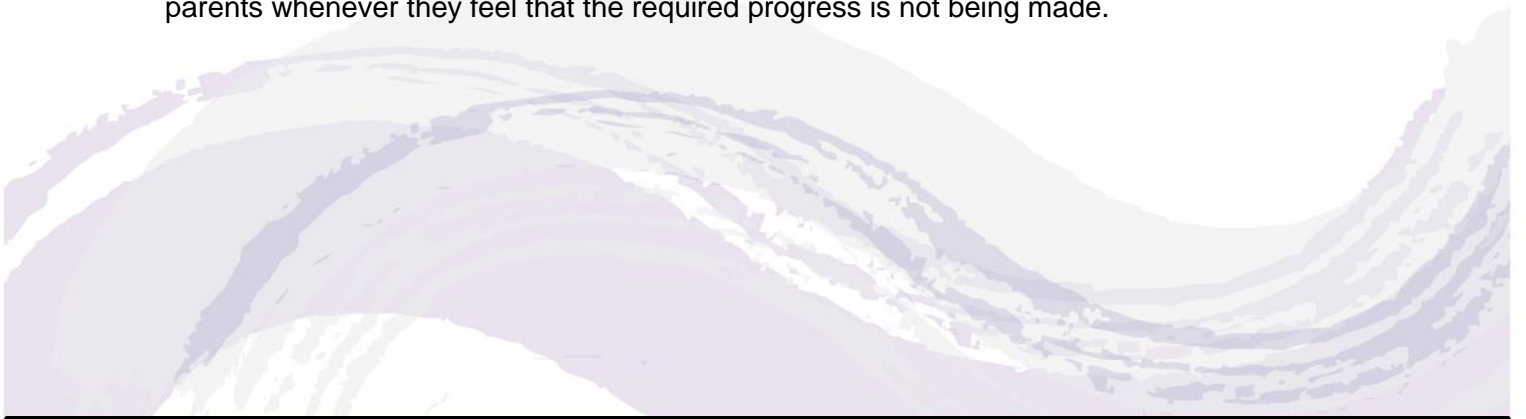 parents whenever they feel that the required progress is not being made.